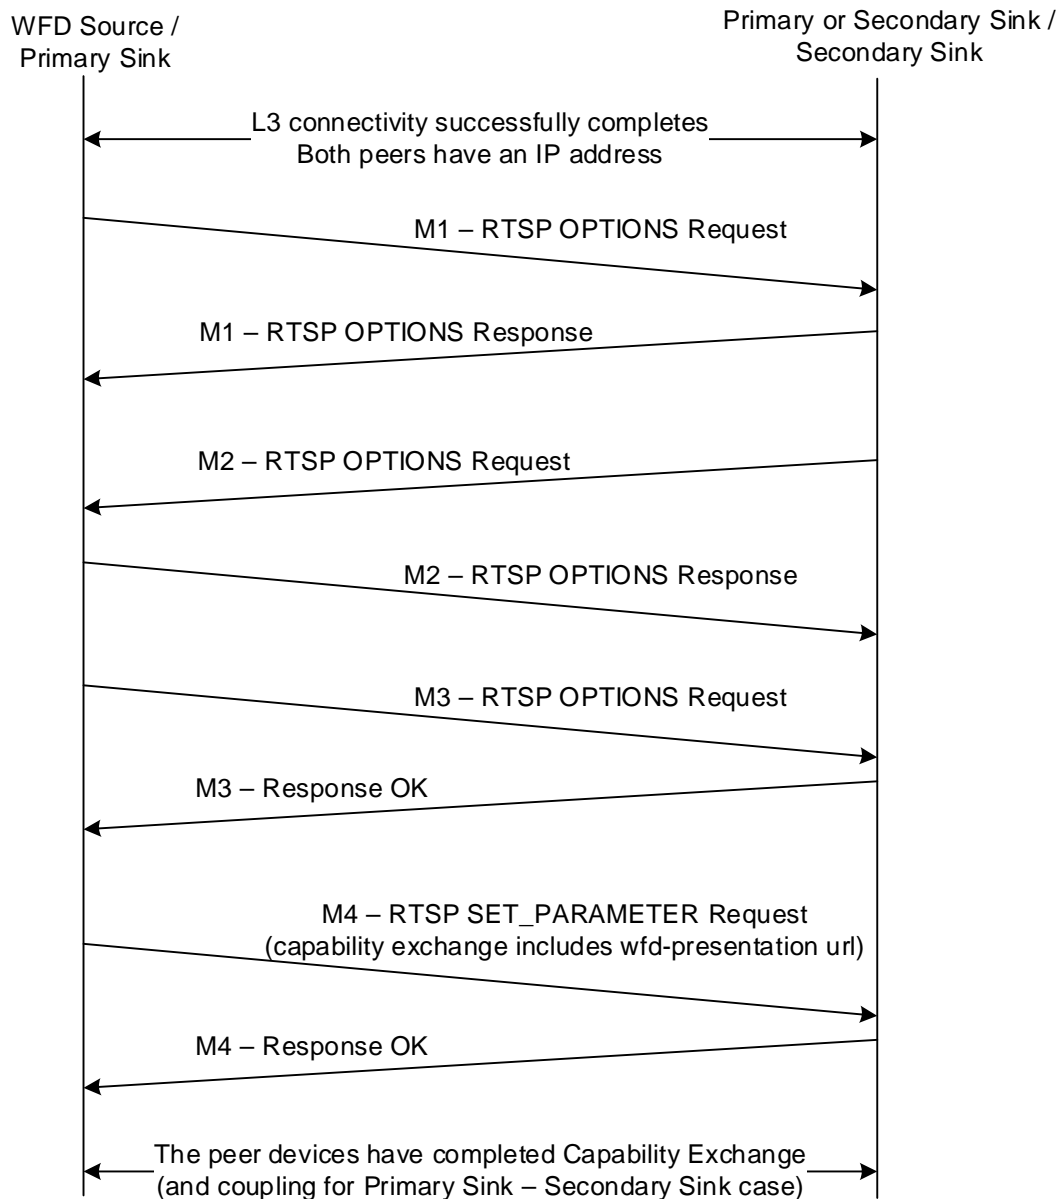 WFD Source /
Primary Sink
Primary or Secondary Sink /
Secondary Sink
L3 connectivity successfully completes
Both peers have an IP address
M1 – RTSP OPTIONS Request
M1 – RTSP OPTIONS Response
M2 – RTSP OPTIONS Request
M2 – RTSP OPTIONS Response
M3 – RTSP OPTIONS Request
M3 – Response OK
M4 – RTSP SET_PARAMETER Request
(capability exchange includes wfd-presentation url)
M4 – Response OK
The peer devices have completed Capability Exchange
(and coupling for Primary Sink – Secondary Sink case)